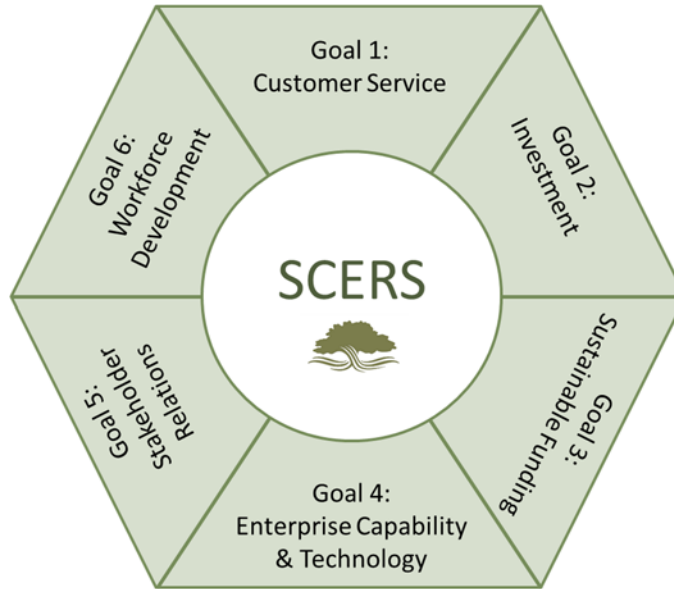 Goal 1:
Customer Service
Goal 2:
Investment
Goal 3:
Sustainable Funding
Goal 4:
Enterprise Capability
& Technology
Goal 5:
Stakeholder
Relations
Goal 6:
Workforce
Development
SCERS